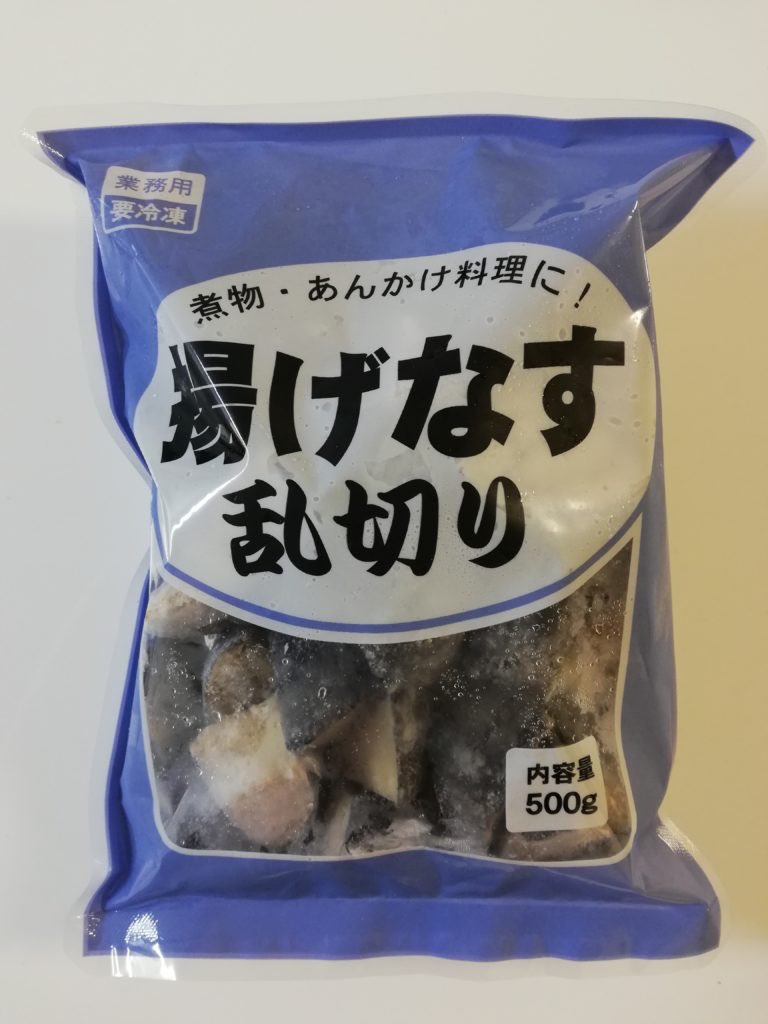 業務用
要冷凍
煮物・あんかけ料理に!
揚げなす
乱切り
内容量
500g